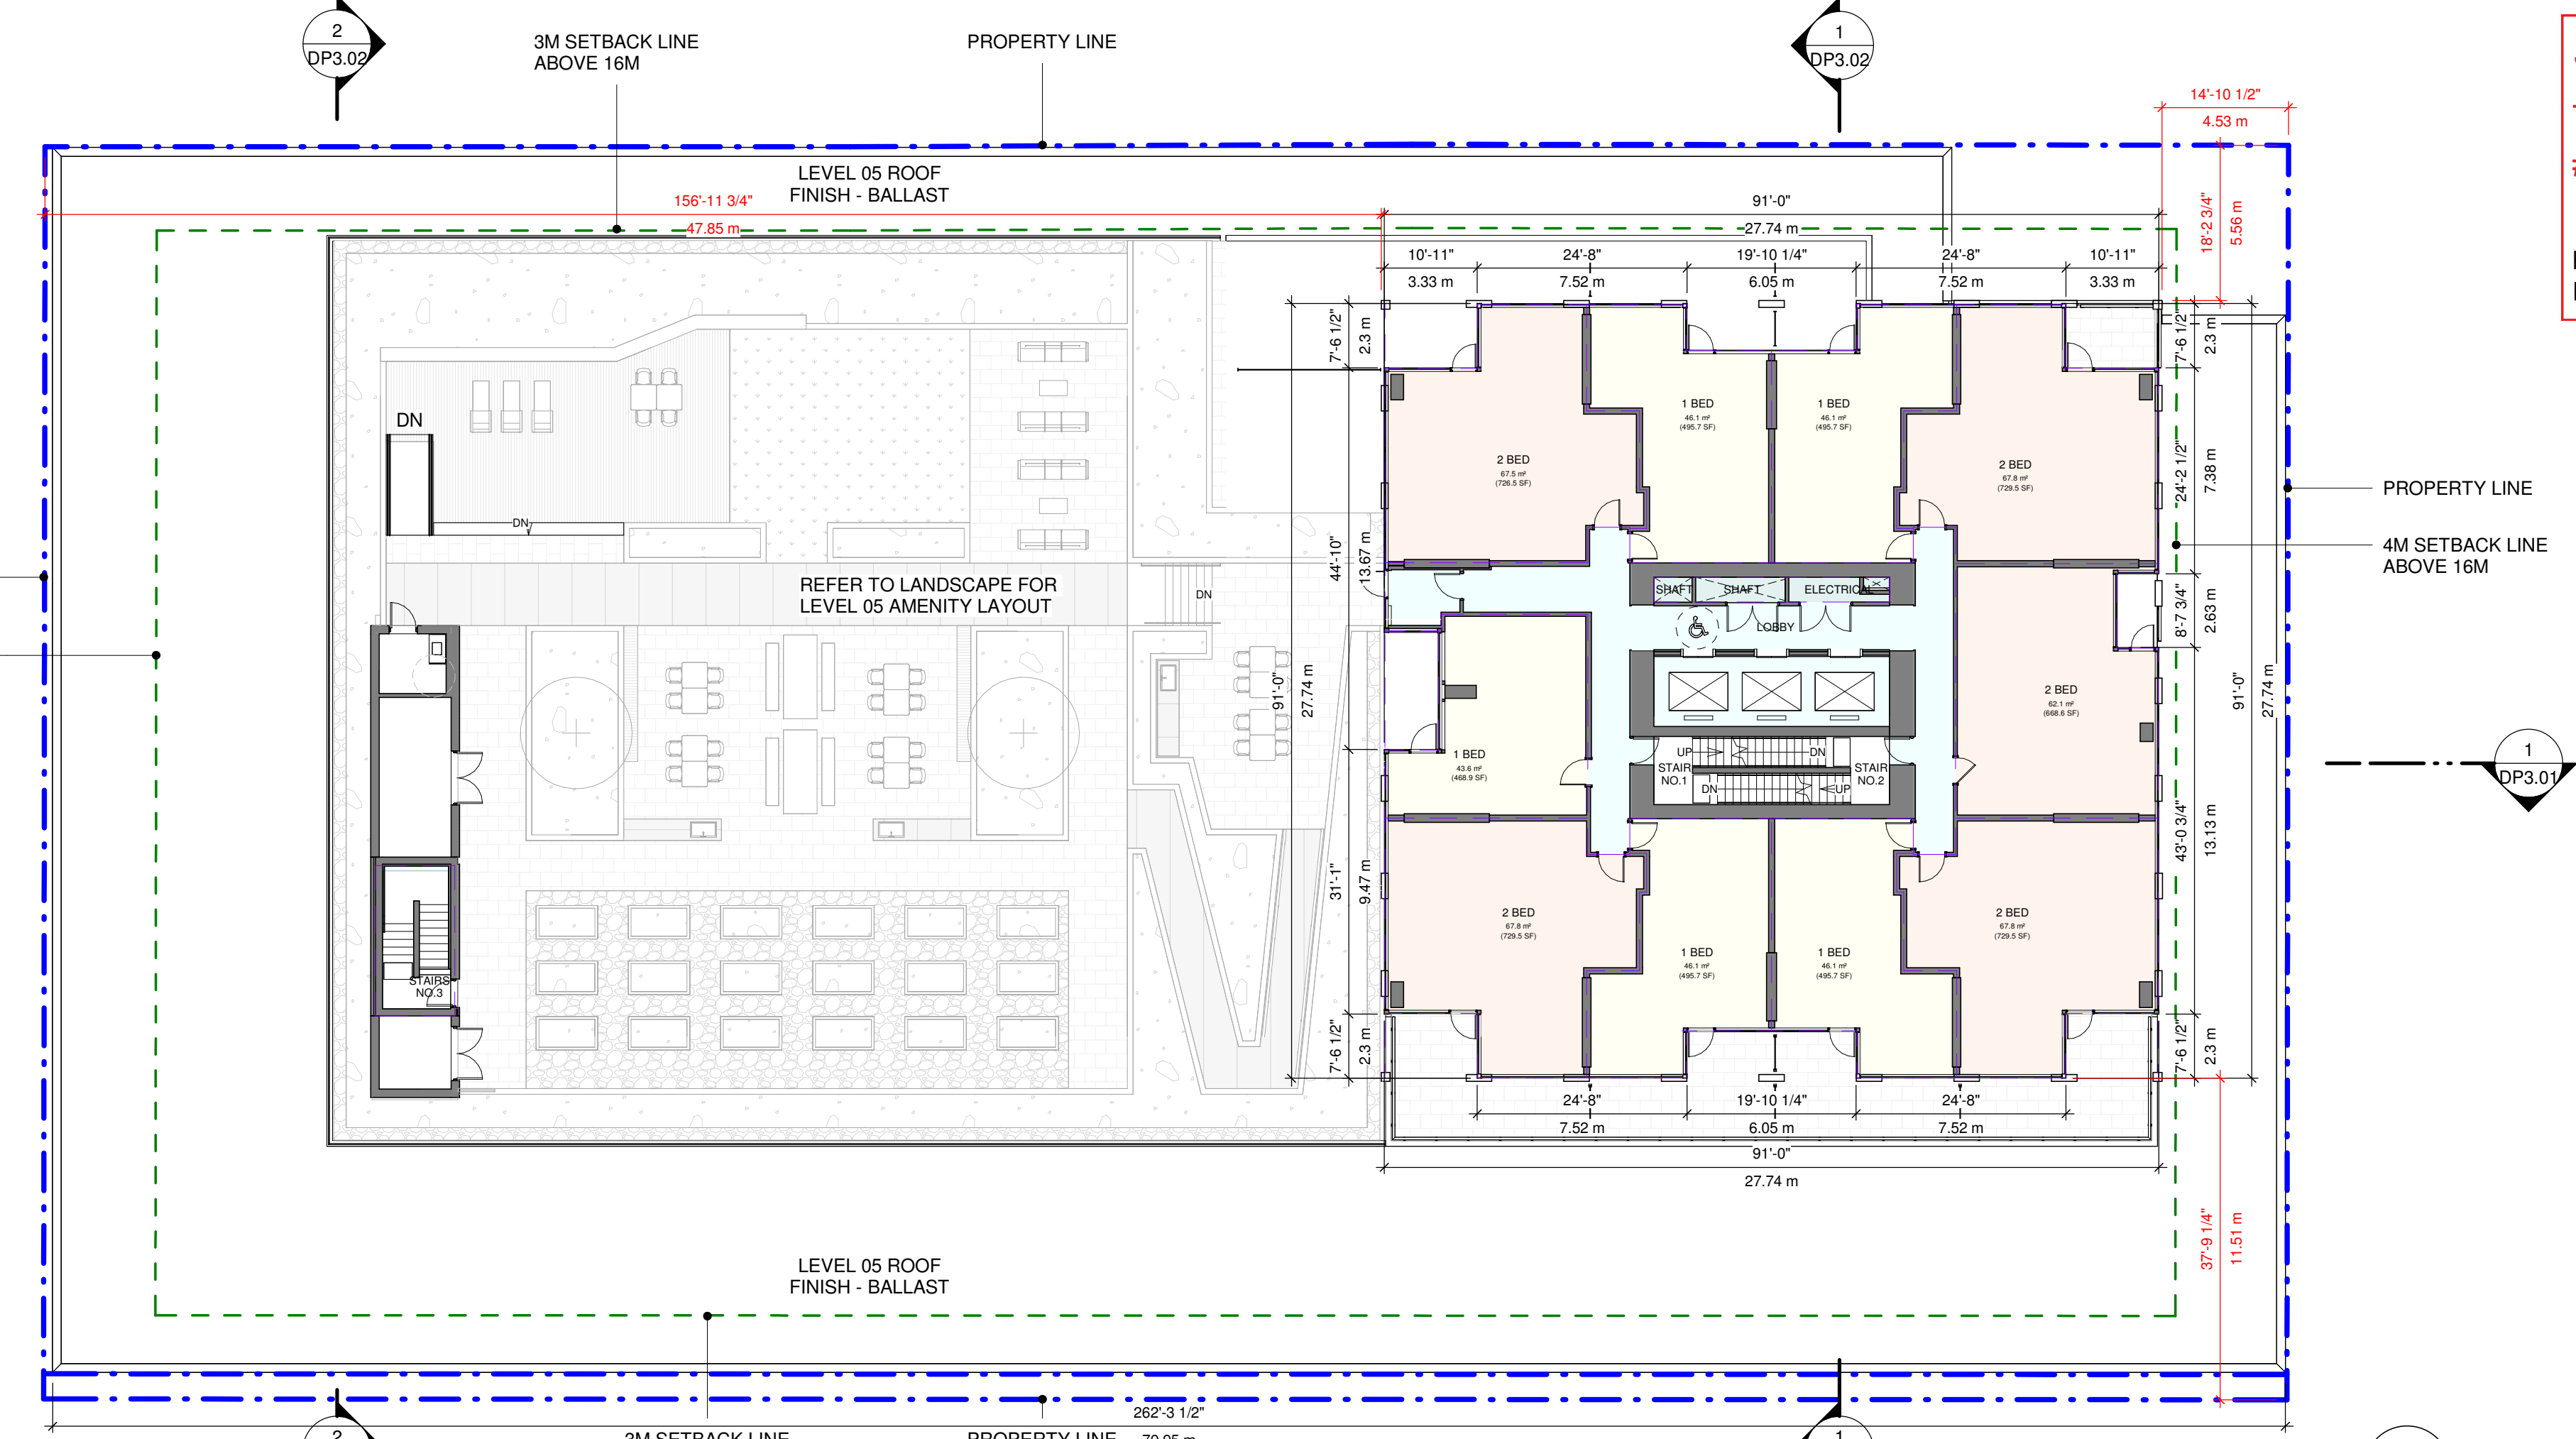 2
DP3.02
3M SETBACK LINE
ABOVE 16M
PROPERTY LINE
1
DP3.02
14'-10 1/2"
4.53 m
LEVEL 05 ROOF
FINISH - BALLAST
156'-11 3/4"
47.85 m
91'-0"
27.74 m
18'-2 3/4"
5.56 m
10'-11"
24'-8"
19'-10 1/4"
24'-8"
10'-11"
3.33 m
7.52 m
6.05 m
7.52 m
3.33 m
7'-6 1/2"
2.3 m
7'-6 1/2"
2.3 m
DN
1 BED
46.1 m²
(495.7 SF)
1 BED
46.1 m²
(495.7 SF)
2 BED
67.5 m²
(726.5 SF)
2 BED
67.8 m²
(729.5 SF)
24'-2 1/2"
7.38 m
PROPERTY LINE
DN
44'-10"
13.67 m
4M SETBACK LINE
ABOVE 16M
REFER TO LANDSCAPE FOR
LEVEL 05 AMENITY LAYOUT
DN
SHAFT
SHAFT
ELECTRICAL
LOBBY
8'-7 3/4"
2.63 m
91'-0"
27.74 m
91'-0"
27.74 m
2 BED
62.1 m²
(668.6 SF)
1 BED
43.6 m²
(468.9 SF)
UP
DN
STAIR
NO.1
STAIR
NO.2
DN
UP
1
DP3.01
43'-0 3/4"
13.13 m
31'-1"
9.47 m
2 BED
67.8 m²
(729.5 SF)
2 BED
67.8 m²
(729.5 SF)
1 BED
46.1 m²
(495.7 SF)
1 BED
46.1 m²
(495.7 SF)
STAIRS
NO.3
7'-6 1/2"
2.3 m
7'-6 1/2"
2.3 m
24'-8"
19'-10 1/4"
24'-8"
7.52 m
6.05 m
7.52 m
91'-0"
27.74 m
37'-9 1/4"
11.51 m
LEVEL 05 ROOF
FINISH - BALLAST
262'-3 1/2"
2
3M SETBACK LINE
PROPERTY LINE
1